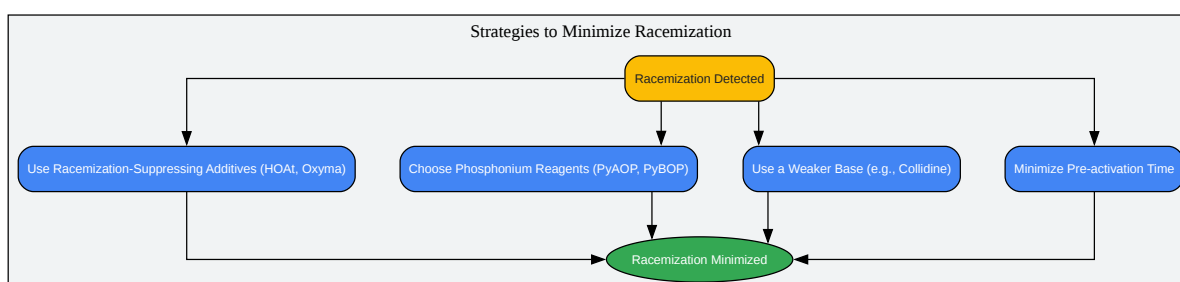 Strategies to Minimize Racemization
Racemization Detected
Use Racemization-Suppressing Additives (HOAt, Oxyma)
Choose Phosphonium Reagents (PyAOP, PyBOP)
Use a Weaker Base (e.g., Collidine)
Minimize Pre-activation Time
Racemization Minimized